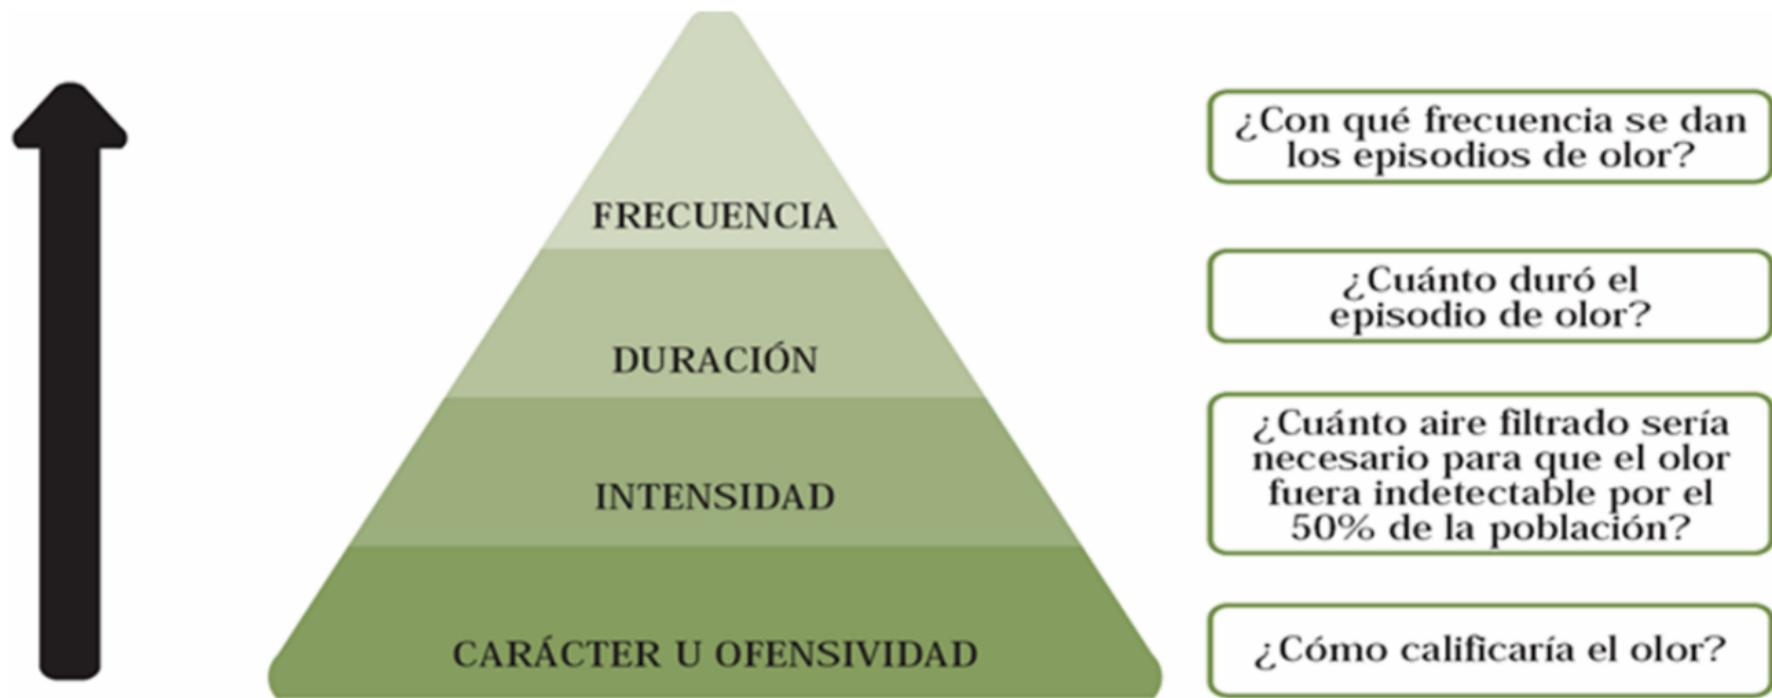 ¿Con qué frecuencia se dan
los episodios de olor?
FRECUENCIA
¿Cuánto duró el
episodio de olor?
DURACIÓN
¿Cuánto aire filtrado sería
necesario para que el olor
fuera indetectable por el
50% de la población?
INTENSIDAD
¿Cómo calificaría el olor?
CARÁCTER U OFENSIVIDAD